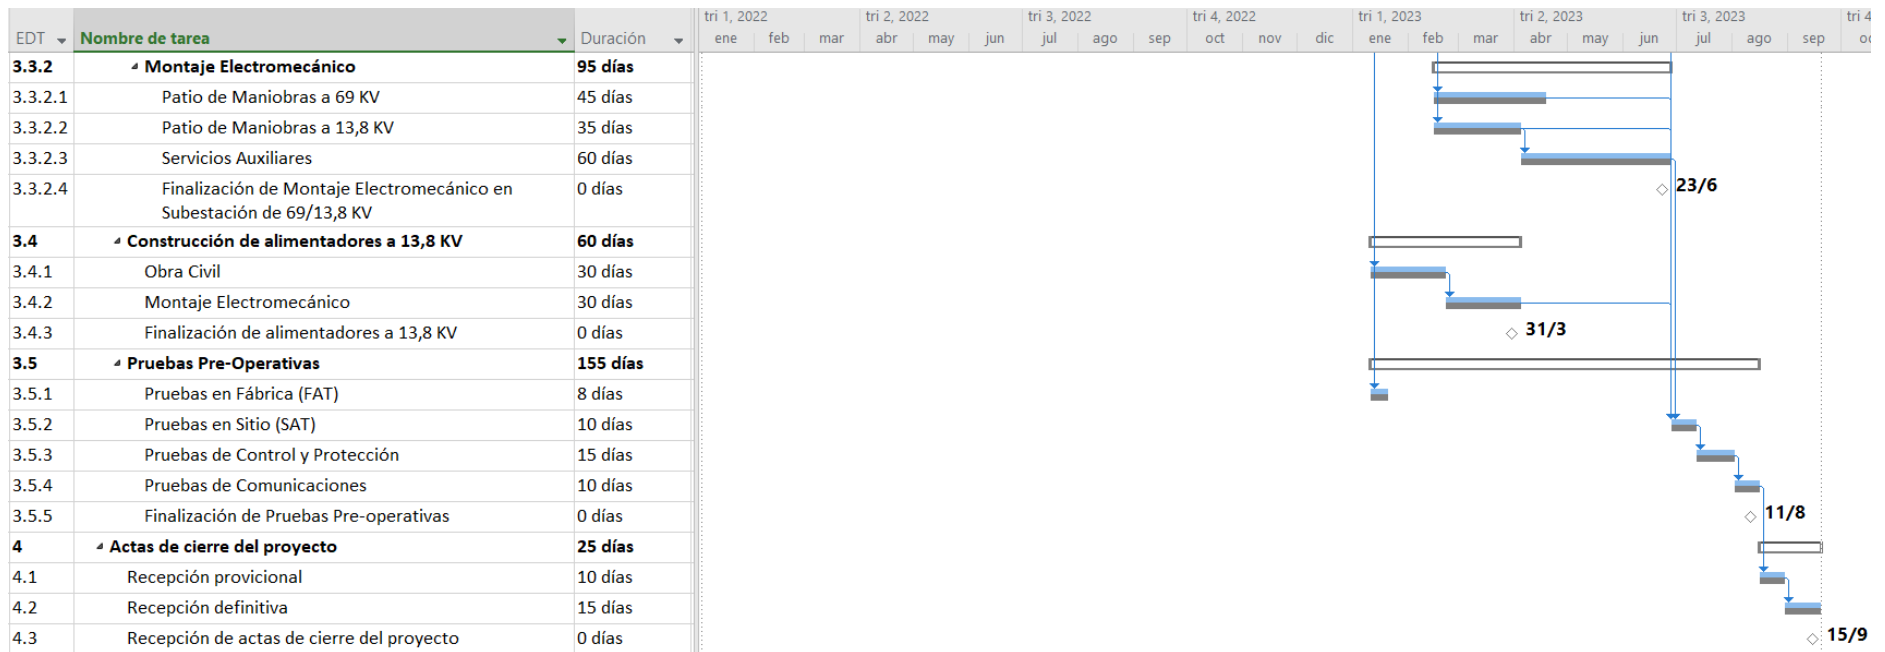 tri 1, 2022 tri 2, 2022 tri 3, 2022 tri 4, 2022 tri 1, 2023 tri 2, 2023 tri 3, 2023 tri 4
EDT Nombre de tarea Duración ene feb mar abr may jun jul ago sep oct nov dic ene feb mar abr may jun jul ago sep oc
3.3.2 Montaje Electromecánico 95 días
3.3.2.1 Patio de Maniobras a 69 KV 45 días
3.3.2.2 Patio de Maniobras a 13,8 KV 35 días
3.3.2.3 Servicios Auxiliares 60 días
3.3.2.4 Finalización de Montaje Electromecánico en 0 días 23/6
Subestación de 69/13,8 KV
3.4 Construcción de alimentadores a 13,8 KV 60 días
3.4.1 Obra Civil 30 días
3.4.2 Montaje Electromecánico 30 días
3.4.3 Finalización de alimentadores a 13,8 KV 0 días 31/3
3.5 Pruebas Pre-Operativas 155 días
3.5.1 Pruebas en Fábrica (FAT) 8 días
3.5.2 Pruebas en Sitio (SAT) 10 días
3.5.3 Pruebas de Control y Protección 15 días
3.5.4 Pruebas de Comunicaciones 10 días
3.5.5 Finalización de Pruebas Pre-operativas 0 días 11/8
4 Actas de cierre del proyecto 25 días
4.1 Recepción provicional 10 días
4.2 Recepción definitiva 15 días
4.3 Recepción de actas de cierre del proyecto 0 días 15/9